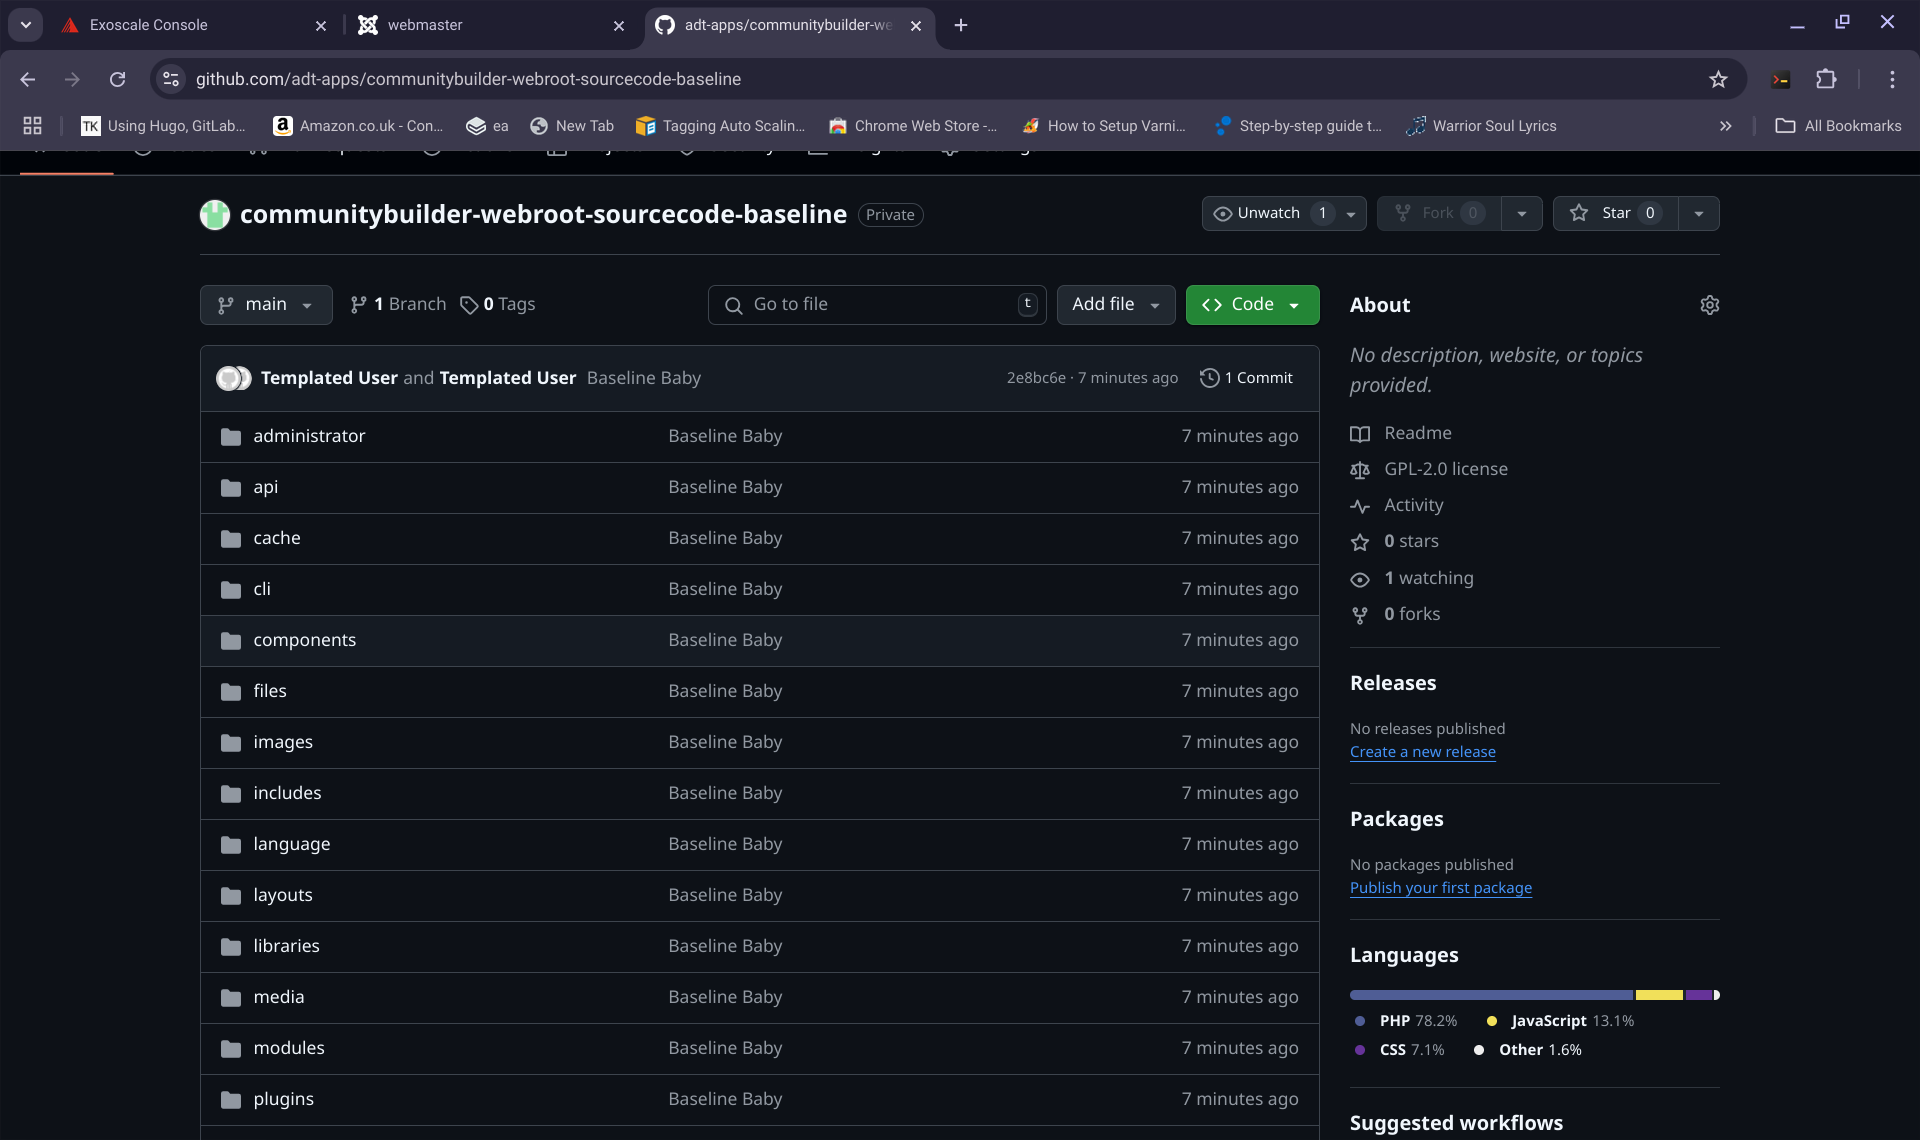 Exoscale Console
webmaster
adt-apps/communitybuilder-we
github.com/adt-apps/communitybuilder-webroot-sourcecode-baseline
TK Using Hugo, GitLab...
Amazon.co.uk - Con...
ea
New Tab
Tagging Auto Scalin...
Chrome Web Store -...
How to Setup Varni...
Step-by-step guide t...
Warrior Soul Lyrics
All Bookmarks
communitybuilder-webroot-sourcecode-baseline Private
Unwatch 1
Fork 0
Star 0
main
1 Branch
0 Tags
Go to file t
Add file
Code
Templated User and Templated User Baseline Baby 2e8bc6e · 7 minutes ago 1 Commit
administrator Baseline Baby 7 minutes ago
api Baseline Baby 7 minutes ago
cache Baseline Baby 7 minutes ago
cli Baseline Baby 7 minutes ago
components Baseline Baby 7 minutes ago
files Baseline Baby 7 minutes ago
images Baseline Baby 7 minutes ago
includes Baseline Baby 7 minutes ago
language Baseline Baby 7 minutes ago
layouts Baseline Baby 7 minutes ago
libraries Baseline Baby 7 minutes ago
media Baseline Baby 7 minutes ago
modules Baseline Baby 7 minutes ago
plugins Baseline Baby 7 minutes ago
About
No description, website, or topics
provided.
Readme
GPL-2.0 license
Activity
0 stars
1 watching
0 forks
Releases
No releases published
Create a new release
Packages
No packages published
Publish your first package
Languages
PHP 78.2% JavaScript 13.1%
CSS 7.1% Other 1.6%
Suggested workflows